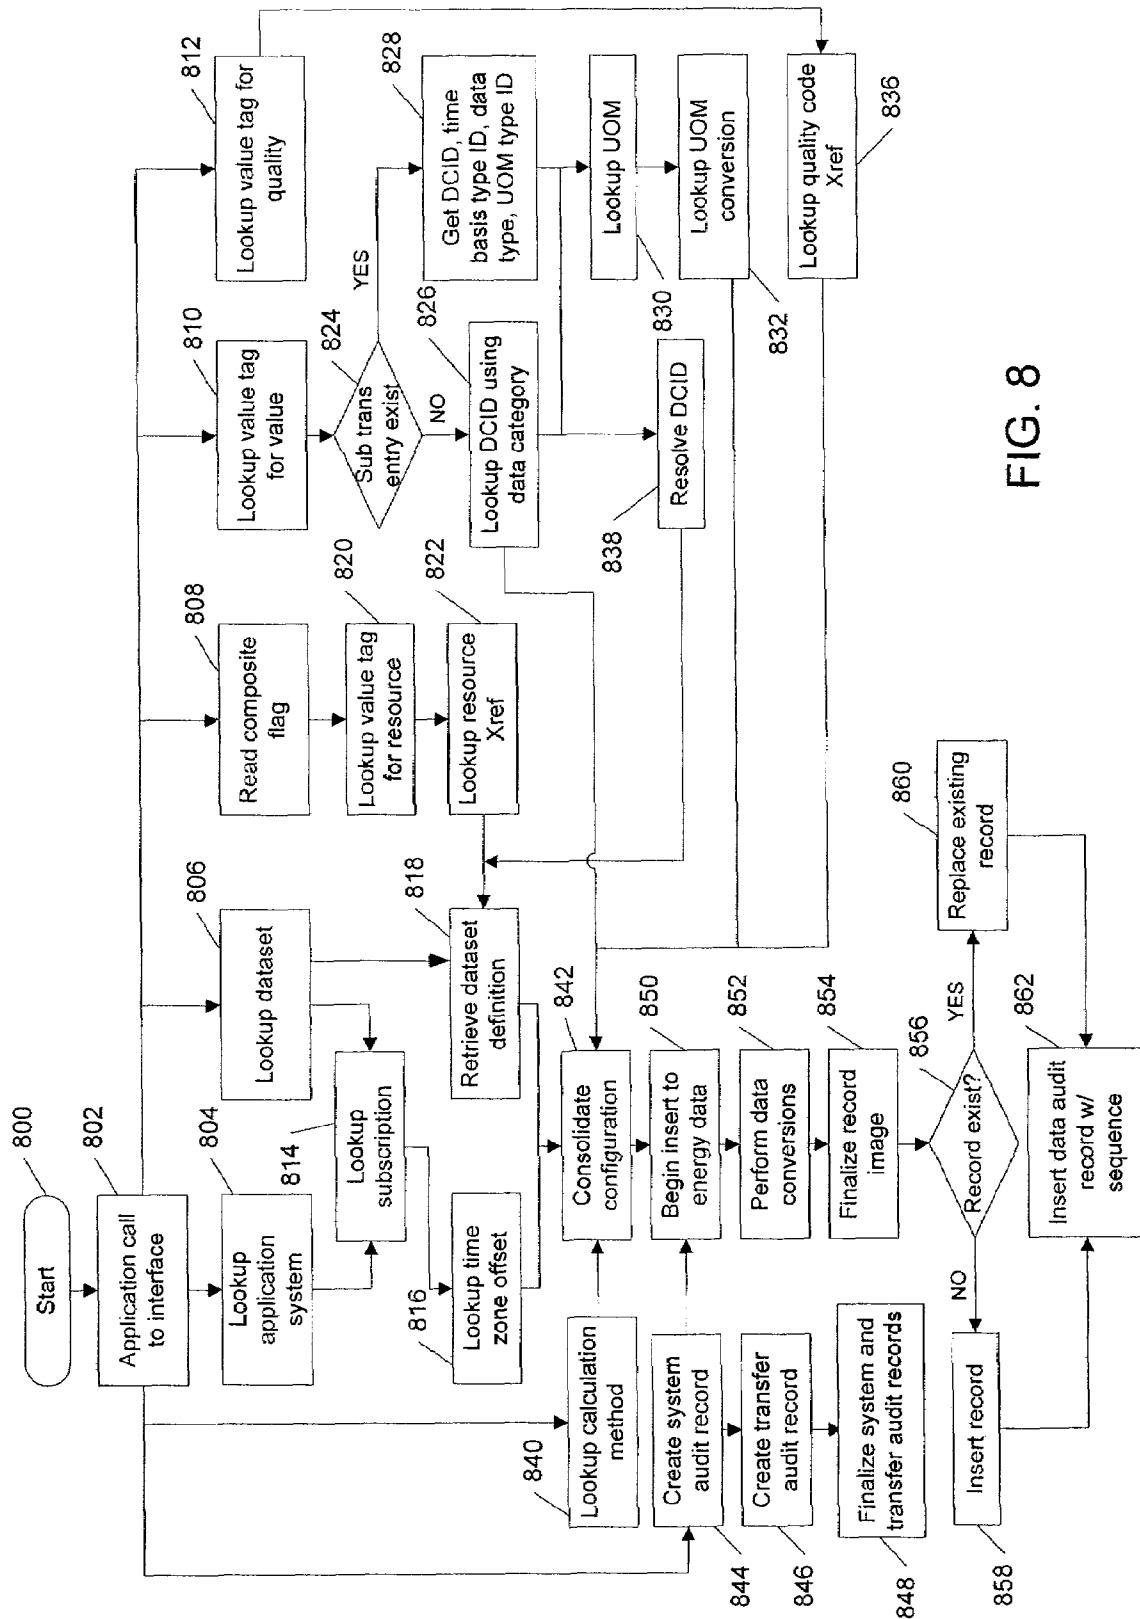 800
Start
802
Application call
to interface
804
Lookup
application
system
806
Lookup dataset
808
Read composite
flag
810
Lookup value tag
for value
812
Lookup value tag for
quality
814
Lookup
subscription
816
Lookup time
zone offset
818
Retrieve dataset
definition
820
Lookup value tag
for resource
822
Lookup resource
Xref
824
Sub trans
entry exist
YES
NO
826
Lookup DCID using
data category
828
Get DCID, time
basis type ID, data
type, UOM type ID
830
Lookup UOM
832
Lookup UOM
conversion
836
Lookup quality code
Xref
838
Resolve DCID
840
Lookup calculation
method
842
Consolidate
configuration
844
Create system
audit record
846
Create transfer
audit record
848
Finalize system and
transfer audit records
850
Begin insert to
energy data
852
Perform data
conversions
854
Finalize record
image
856
Record exist?
NO
YES
858
Insert record
860
Replace existing
record
862
Insert data audit
record w/
sequence
FIG. 8